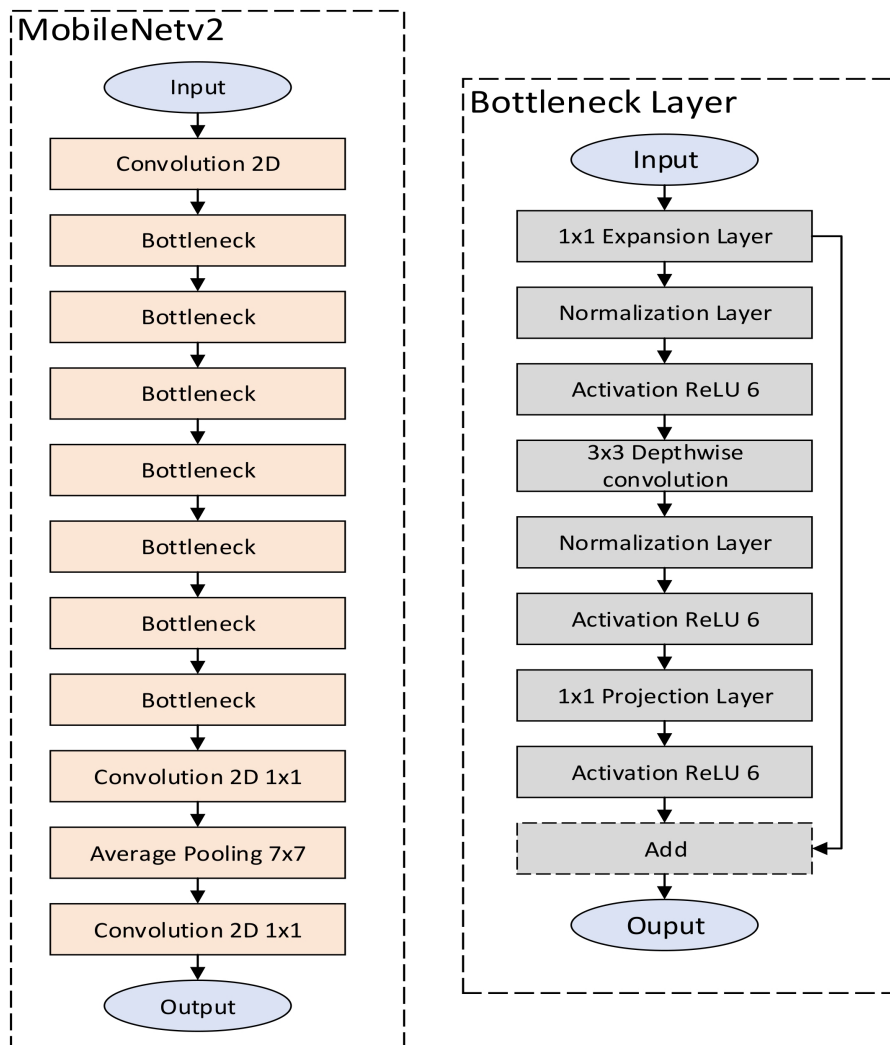 MobileNetv2
Input
Convolution 2D
Bottleneck
Bottleneck
Bottleneck
Bottleneck
Bottleneck
Bottleneck
Bottleneck
Convolution 2D 1x1
Average Pooling 7x7
Convolution 2D 1x1
Output
Bottleneck Layer
Input
1x1 Expansion Layer
Normalization Layer
Activation ReLU 6
3x3 Depthwise
convolution
Normalization Layer
Activation ReLU 6
1x1 Projection Layer
Activation ReLU 6
Add
Ouput